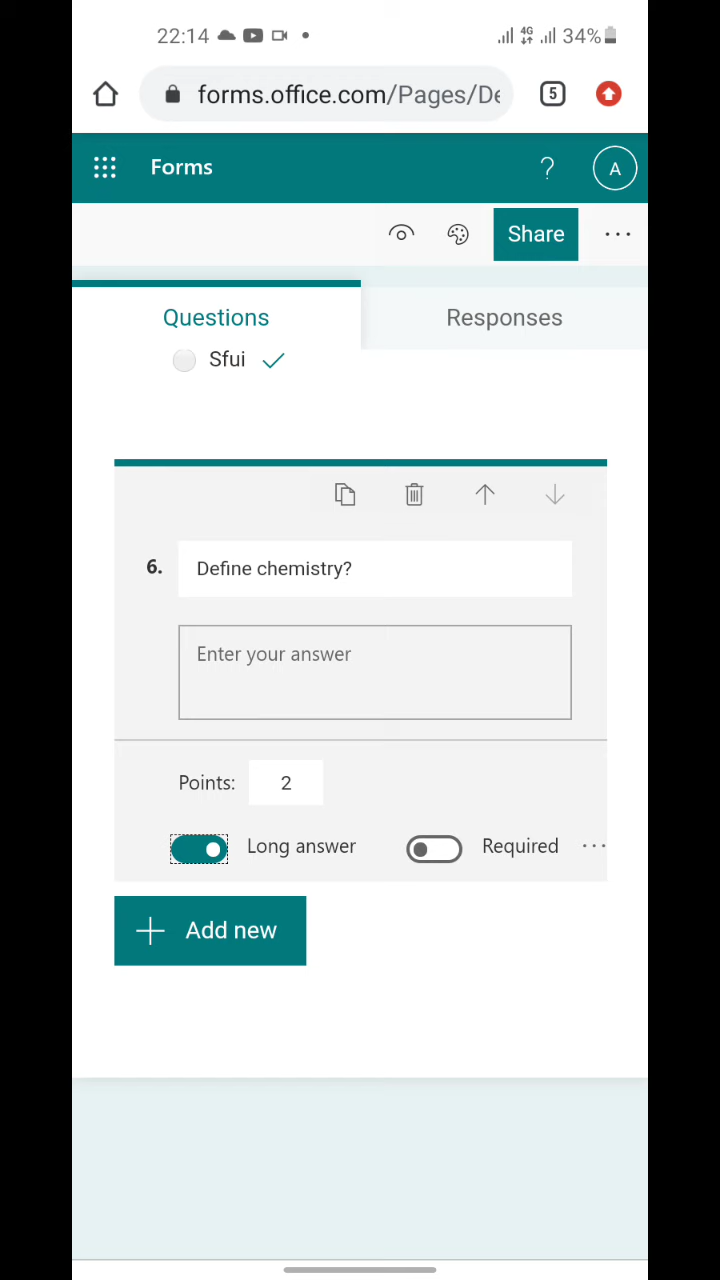 22:14 4G 34%
forms.office.com/Pages/De 5
Forms ? A
Share ...
Questions Responses
Sfui
6. Define chemistry?
Enter your answer
Points: 2
Long answer Required ...
+ Add new